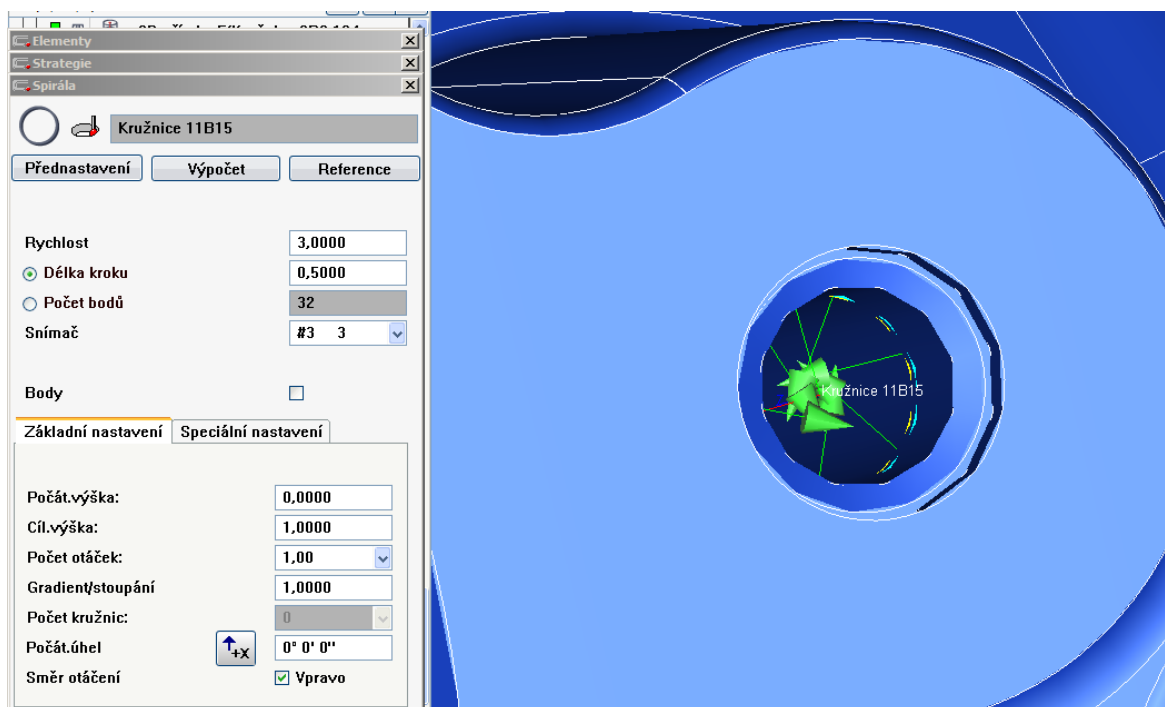 Elementy
Strategie
Spirála
Kružnice 11B15
Přednastavení Výpočet Reference
Rychlost 3,0000
Délka kroku 0,5000
Počet bodů 32
Snímač #3 3
Body
Základní nastavení Speciální nastavení
Počát.výška: 0,0000
Cíl.výška: 1,0000
Počet otáček: 1,00
Gradient/stoupání 1,0000
Počet kružnic: 0
Počát.úhel +X 0° 0' 0''
Směr otáčení Vpravo
Kružnice 11B15